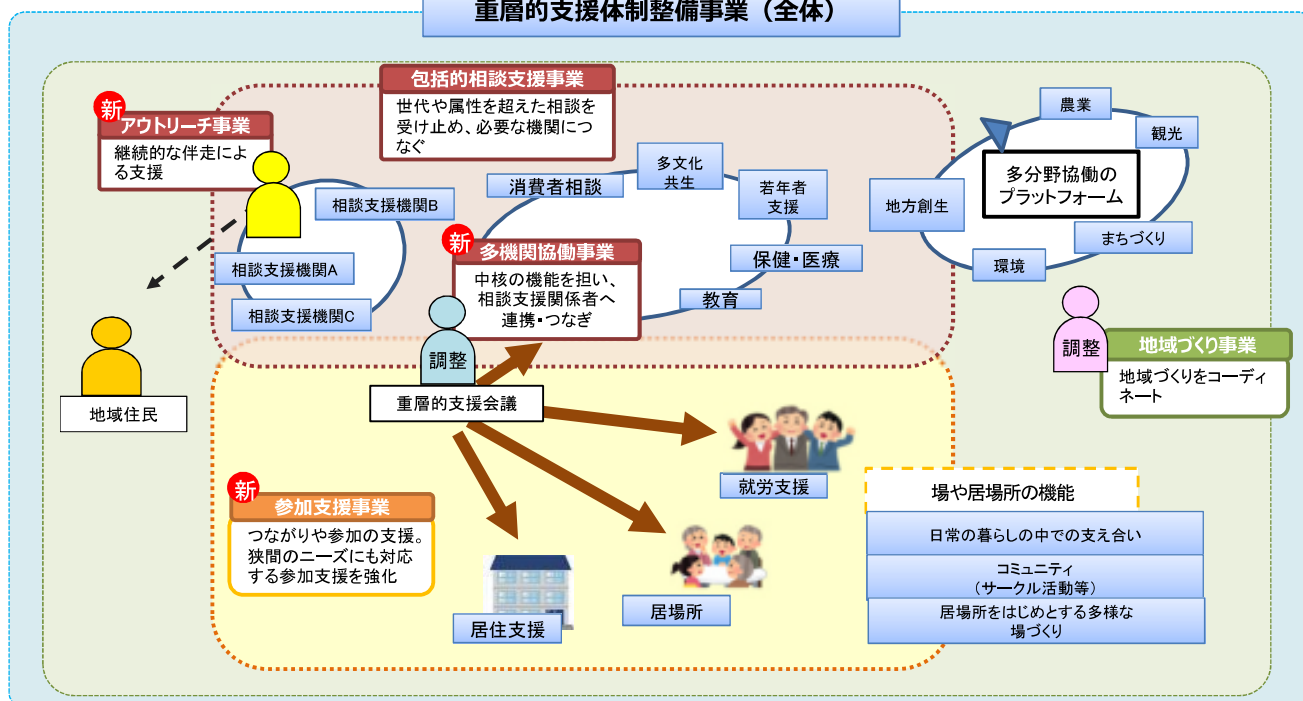 重層的支援体制整備事業（全体）
包括的相談支援事業
世代や属性を超えた相談を
受け止め、必要な機関につ
なぐ
新
アウトリーチ事業
継続的な伴走によ
る支援
相談支援機関B
相談支援機関A
相談支援機関C
地域住民
消費者相談
多文化
共生
若年者
支援
保健・医療
教育
新
多機関協働事業
中核の機能を担い、
相談支援関係者へ
連携・つなぎ
調整
重層的支援会議
農業
観光
多分野協働の
プラットフォーム
地方創生
まちづくり
環境
調整
地域づくり事業
地域づくりをコーディ
ネート
新
参加支援事業
つながりや参加の支援。
狭間のニーズにも対応
する参加支援を強化
就労支援
居場所
居住支援
場や居場所の機能
日常の暮らしの中での支え合い
コミュニティ
（サークル活動等）
居場所をはじめとする多様な
場づくり